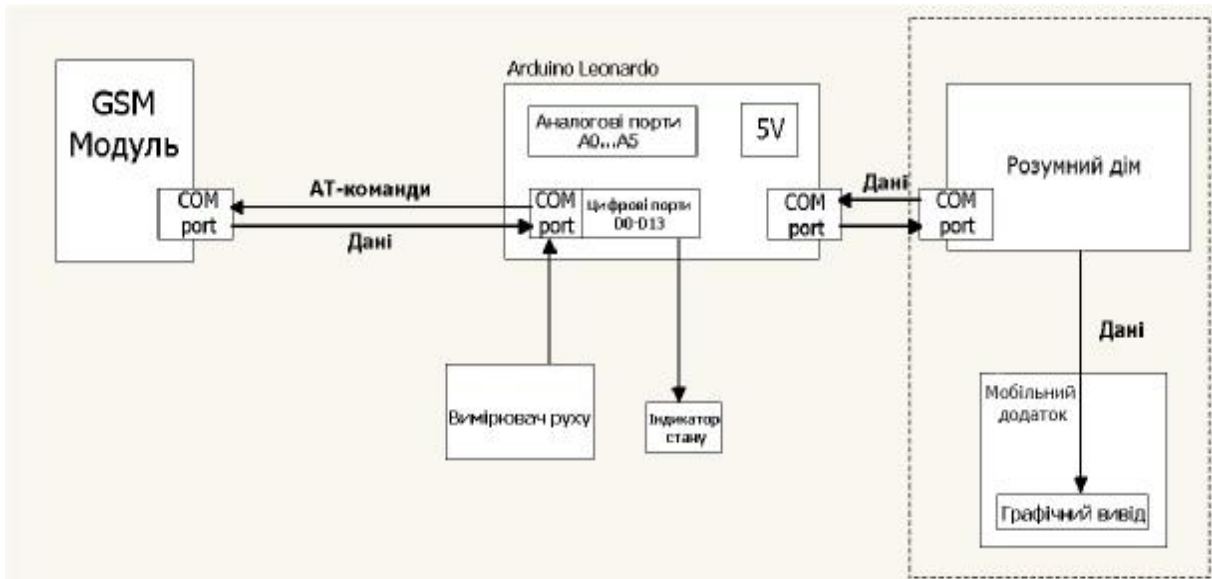 Arduino Leonardo
GSM
Модуль
Аналогові порти
A0...A5
5V
Розумний дім
COM
port
АТ-команди
Дані
COM
port
Цифрові порти
D0-D13
COM
port
Дані
COM
port
Дані
Вимірювач руху
Індикатор
стану
Мобільний
додаток
Графічний вивід